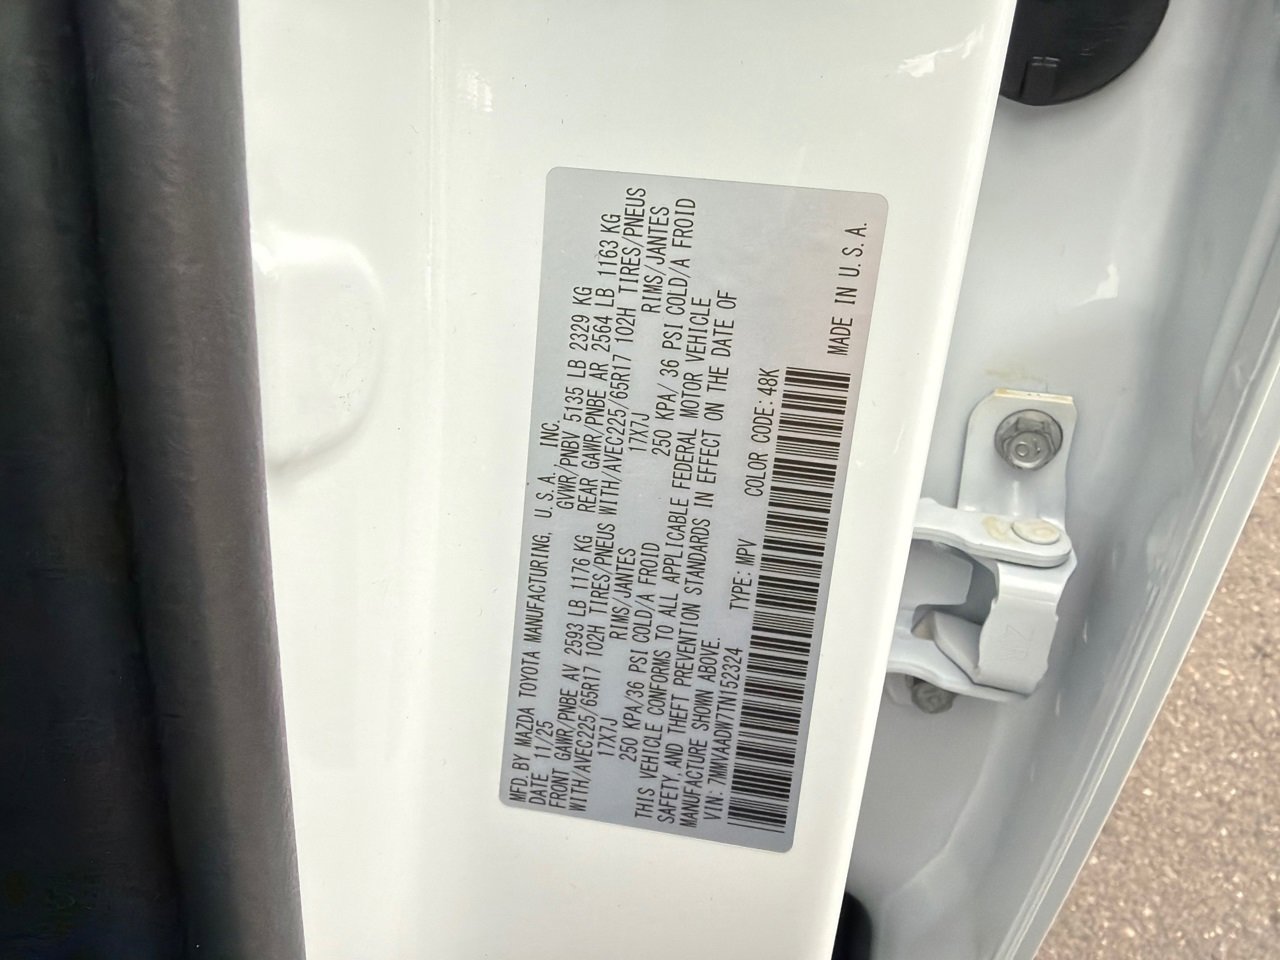 MFD. BY MAZDA TOYOTA MANUFACTURING, U. S. A. INC.
DATE 11/25 GVWR/PNBV 5135 LB 2329 KG
FRONT GAWR/PNBE AV 2593 LB 1176 KG REAR GAWR/PNBE AR 2564 LB 1163 KG
WITH/AVEC225/65R17 102H TIRES/PNEUS WITH/AVEC225/65R17 102H TIRES/PNEUS
17X7J RIMS/JANTES 17X7J RIMS/JANTES
250 KPA/36 PSI COLD/A FROID 250 KPA/ 36 PSI COLD/A FROID
THIS VEHICLE CONFORMS TO ALL APPLICABLE FEDERAL MOTOR VEHICLE
SAFETY, AND THEFT PREVENTION STANDARDS IN EFFECT ON THE DATE OF
MANUFACTURE SHOWN ABOVE.
VIN: 7MMVAADW7TN152324 TYPE: MPV COLOR CODE: 48K
MADE IN U. S. A.